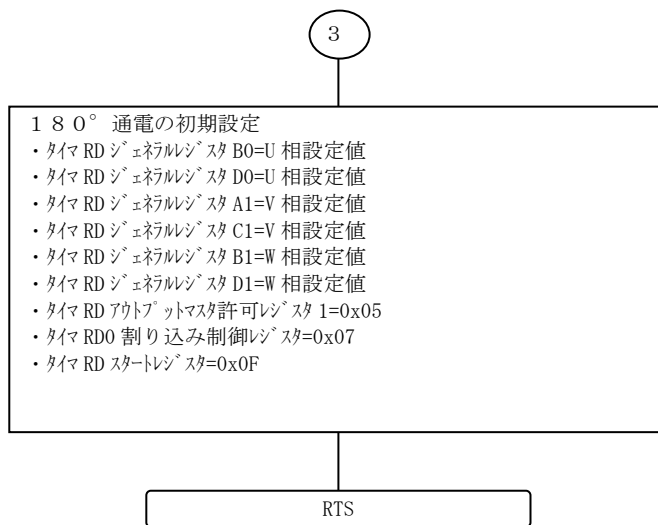 3
１８０°通電の初期設定
・ﾀｲﾏ RD ｼﾞｪﾈﾗﾙﾚｼﾞｽﾀ B0=U 相設定値
・ﾀｲﾏ RD ｼﾞｪﾈﾗﾙﾚｼﾞｽﾀ D0=U 相設定値
・ﾀｲﾏ RD ｼﾞｪﾈﾗﾙﾚｼﾞｽﾀ A1=V 相設定値
・ﾀｲﾏ RD ｼﾞｪﾈﾗﾙﾚｼﾞｽﾀ C1=V 相設定値
・ﾀｲﾏ RD ｼﾞｪﾈﾗﾙﾚｼﾞｽﾀ B1=W 相設定値
・ﾀｲﾏ RD ｼﾞｪﾈﾗﾙﾚｼﾞｽﾀ D1=W 相設定値
・ﾀｲﾏ RD ｱｳﾄﾌﾟｯﾄﾏｽﾀ許可ﾚｼﾞｽﾀ 1=0x05
・ﾀｲﾏ RD0 割り込み制御ﾚｼﾞｽﾀ=0x07
・ﾀｲﾏ RD ｽﾀｰﾄﾚｼﾞｽﾀ=0x0F
RTS